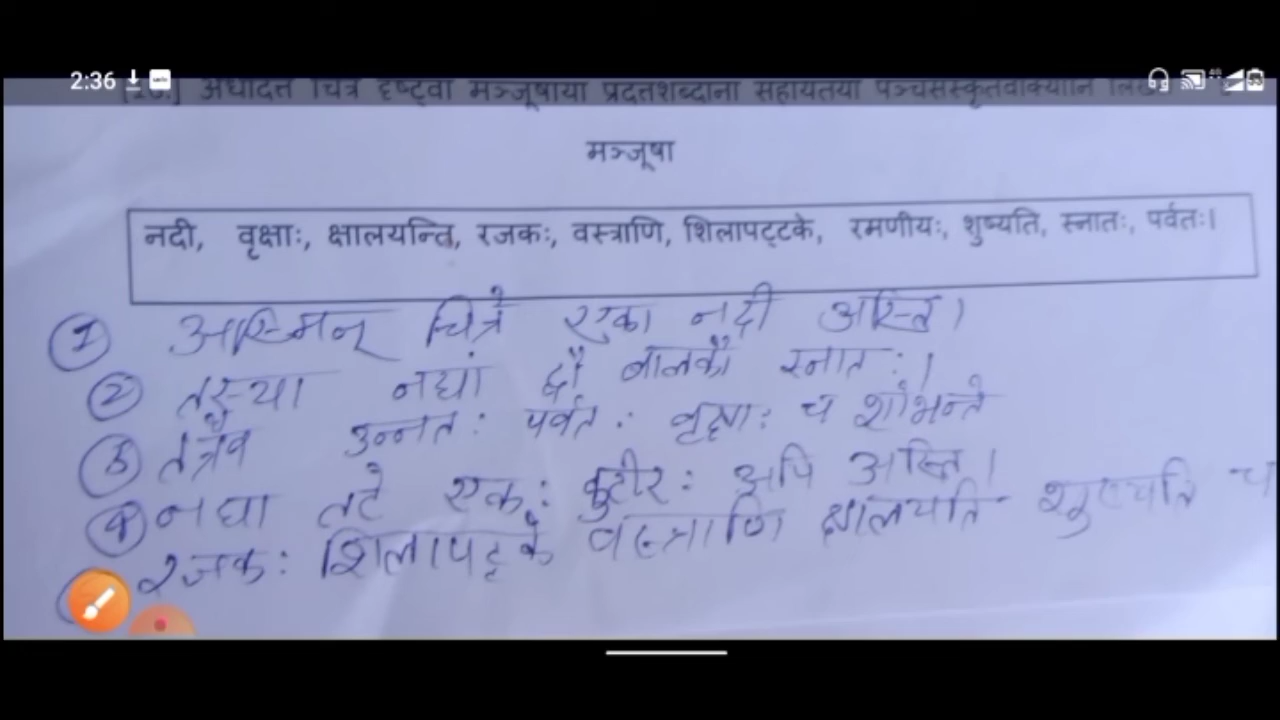 2:36
अधोदत्तं चित्रं दृष्ट्वा मञ्जूषायां प्रदत्तशब्दानां सहायतया पञ्चसंस्कृतवाक्यानि
मञ्जूषा
नदी, वृक्षाः, क्षालयन्ति, रजकः, वस्त्राणि, शिलापट्टके, रमणीयः, शुष्यति, स्नातः, पर्वतः।
① अस्मिन् चित्रे एका नदी अस्ति।
② तस्या नद्यां द्वौ बालकौ स्नातः।
③ तत्रैव उन्नतः पर्वतः वृक्षाः च शोभन्ते
④ नद्या तटे एकः कुटीरः अपि अस्ति।
रजकः शिलापट्टके वस्त्राणि क्षालयति शुष्यति च